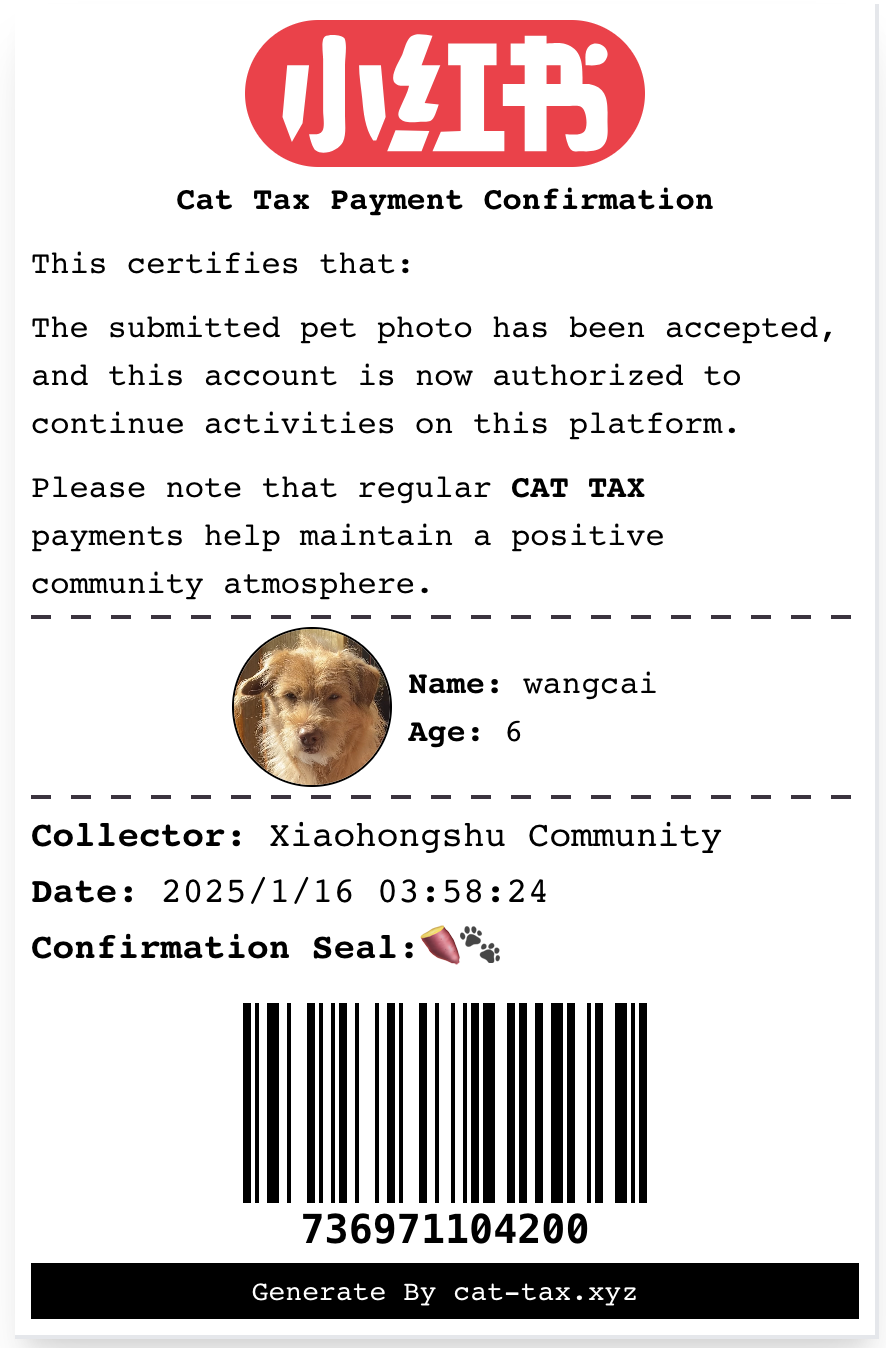 小红书
Cat Tax Payment Confirmation
This certifies that:
The submitted pet photo has been accepted,
and this account is now authorized to
continue activities on this platform.
Please note that regular CAT TAX
payments help maintain a positive
community atmosphere.
Name: wangcai
Age: 6
Collector: Xiaohongshu Community
Date: 2025/1/16 03:58:24
Confirmation Seal:🍠🐾
736971104200
Generate By cat-tax.xyz